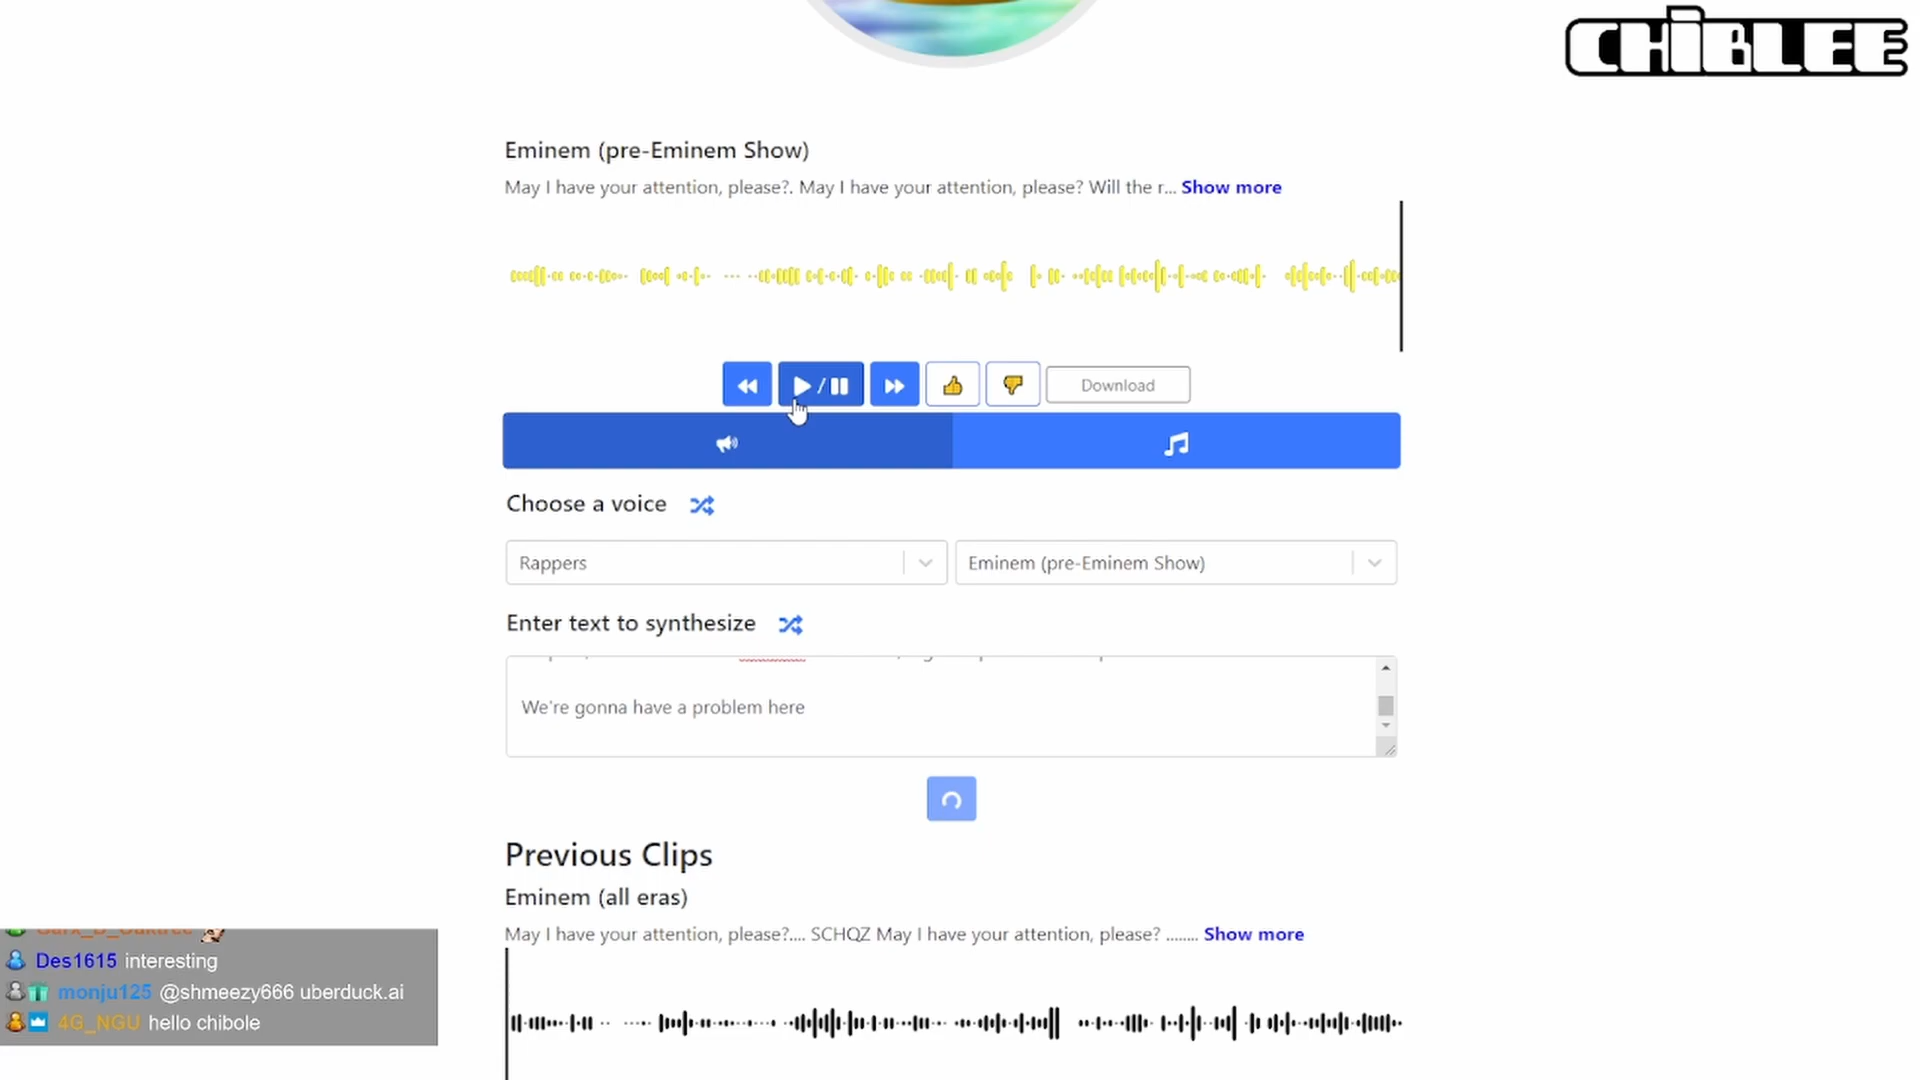 CHiBLEE
Eminem (pre-Eminem Show)
May I have your attention, please?. May I have your attention, please? Will the r... Show more
Download
Choose a voice
Rappers
Eminem (pre-Eminem Show)
Enter text to synthesize
We're gonna have a problem here
Previous Clips
Eminem (all eras)
May I have your attention, please?.... SCHQZ May I have your attention, please? ........ Show more
Des1615 interesting
monju125 @shmeezy666 uberduck.ai
4G_NGU hello chibole